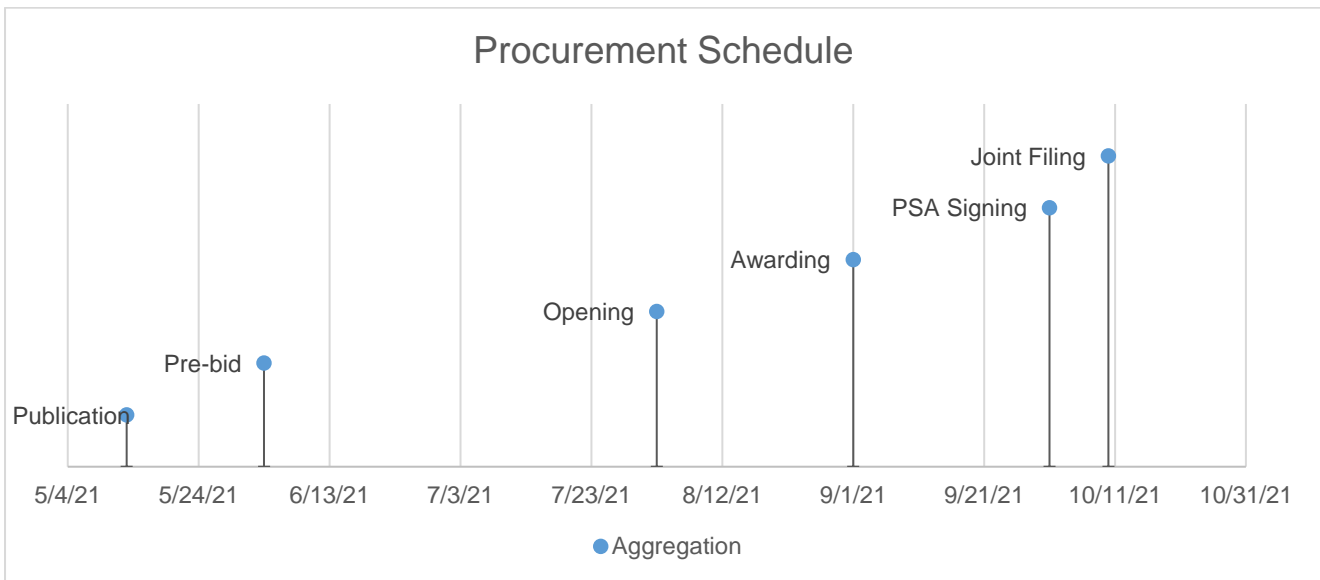 Procurement Schedule
Joint Filing
PSA Signing
Awarding
Opening
Pre-bid
Publication
5/4/21 5/24/21 6/13/21 7/3/21 7/23/21 8/12/21 9/1/21 9/21/21 10/11/21 10/31/21
Aggregation